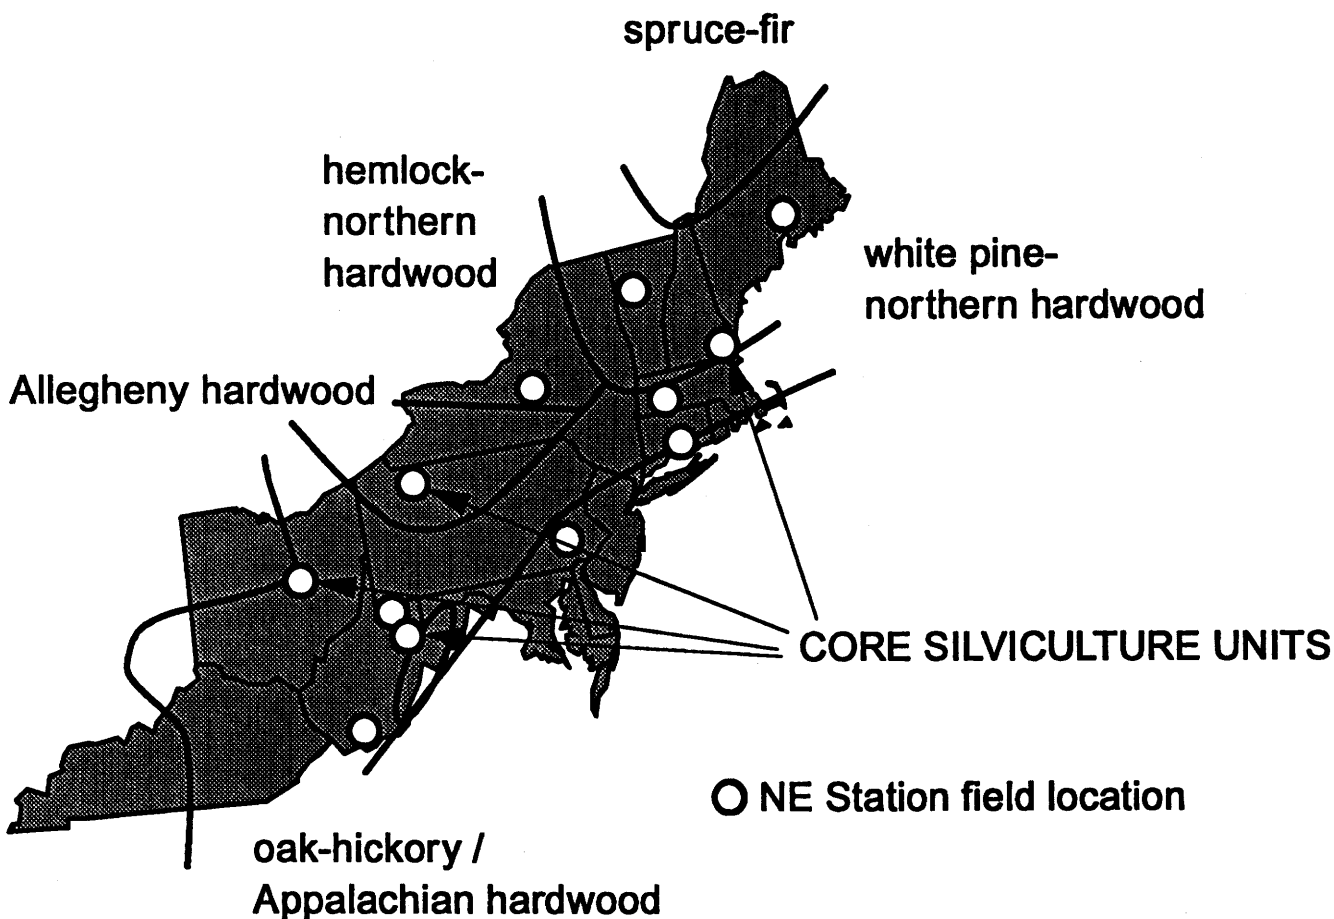 spruce-fir
hemlock-
northern
hardwood
white pine-
northern hardwood
Allegheny hardwood
CORE SILVICULTURE UNITS
NE Station field location
oak-hickory /
Appalachian hardwood